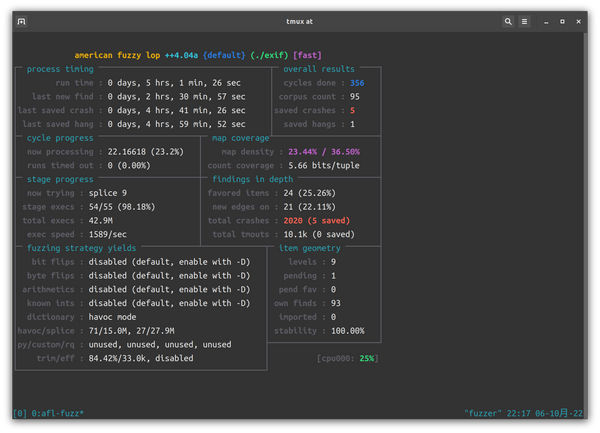 tmux at
american fuzzy lop ++4.04a {default} (./exif) [fast]
process timing overall results
run time : 0 days, 5 hrs, 1 min, 26 sec cycles done : 356
last new find : 0 days, 2 hrs, 30 min, 57 sec corpus count : 95
last saved crash : 0 days, 4 hrs, 41 min, 26 sec saved crashes : 5
last saved hang : 0 days, 4 hrs, 59 min, 52 sec saved hangs : 1
cycle progress map coverage
now processing : 22.16618 (23.2%) map density : 23.44% / 36.50%
runs timed out : 0 (0.00%) count coverage : 5.66 bits/tuple
stage progress findings in depth
now trying : splice 9 favored items : 24 (25.26%)
stage execs : 54/55 (98.18%) new edges on : 21 (22.11%)
total execs : 42.9M total crashes : 2020 (5 saved)
exec speed : 1589/sec total tmouts : 10.1k (0 saved)
fuzzing strategy yields item geometry
bit flips : disabled (default, enable with -D) levels : 9
byte flips : disabled (default, enable with -D) pending : 1
arithmetics : disabled (default, enable with -D) pend fav : 0
known ints : disabled (default, enable with -D) own finds : 93
dictionary : havoc mode imported : 0
havoc/splice : 71/15.0M, 27/27.9M stability : 100.00%
py/custom/rq : unused, unused, unused, unused
trim/eff : 84.42%/33.0k, disabled [cpu000: 25%]
[0] 0:afl-fuzz* "fuzzer" 22:17 06-10月-22